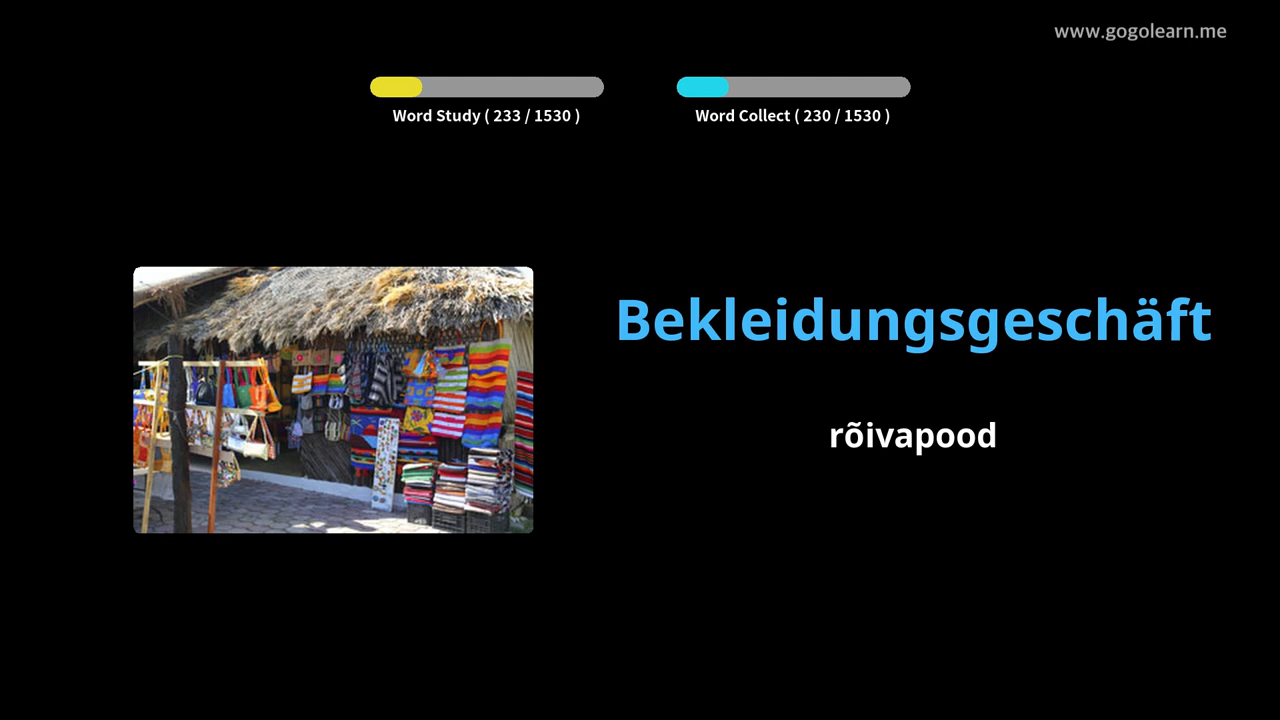 www.gogolearn.me
Word Study ( 233 / 1530 )
Word Collect ( 230 / 1530 )
Bekleidungsgeschäft
rõivapood